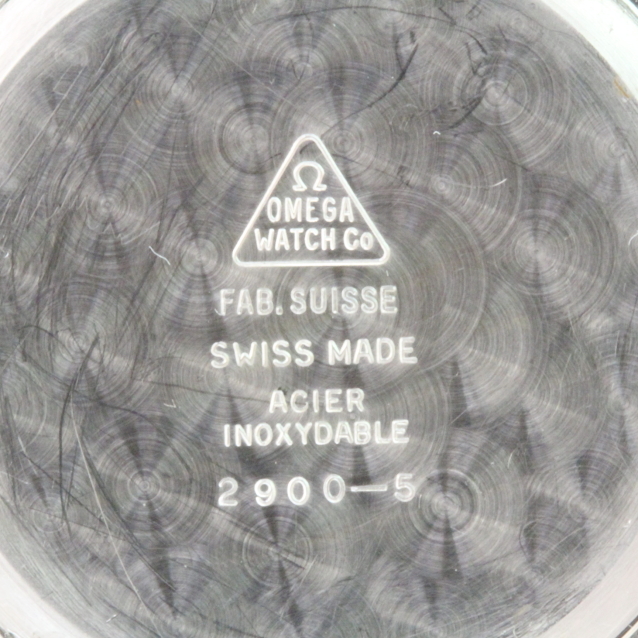 Ω
OMEGA
WATCH Co
FAB. SUISSE
SWISS MADE
ACIER
INOXYDABLE
2900-5